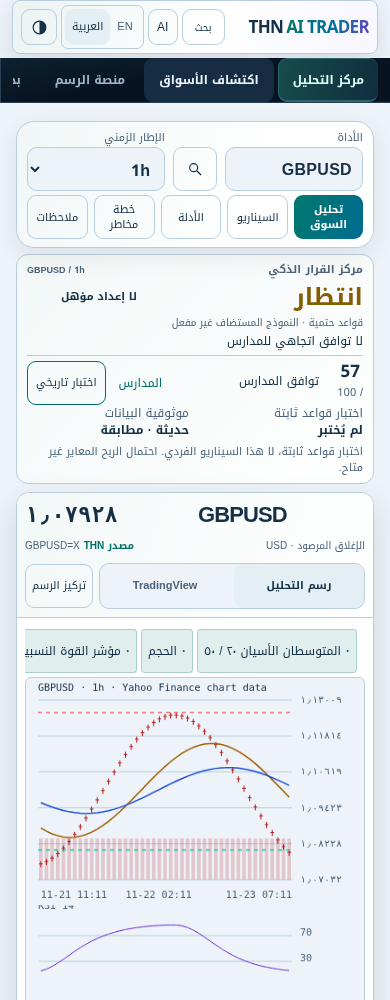 THN AI TRADER
بحث
AI
EN
العربية
مركز التحليل
اكتشاف الأسواق
منصة الرسم
الأداة
الإطار الزمني
GBPUSD
1h
تحليل السوق
السيناريو
الأدلة
خطة مخاطر
ملاحظات
مركز القرار الذكي
GBPUSD / 1h
انتظار
لا إعداد مؤهل
قواعد حتمية · النموذج المستضاف غير مفعل
لا توافق اتجاهي للمدارس
57
/ 100
توافق المدارس
المدارس
اختبار تاريخي
اختبار قواعد ثابتة
لم يُختبر
موثوقية البيانات
حديثة · مطابقة
اختبار قواعد ثابتة، لا هذا السيناريو الفردي. احتمال الربح المعاير غير متاح.
GBPUSD
١٫٠٧٩٢٨
الإغلاق المرصود · USD
مصدر THN GBPUSD=X
رسم التحليل
TradingView
تركيز الرسم
· المتوسطان الأسيان ٢٠ / ٥٠
· الحجم
· مؤشر القوة
GBPUSD · 1h · Yahoo Finance chart data
١٫١٣٠٠٩
١٫١١٨١٤
١٫١٠٦١٩
١٫٠٩٤٢٣
١٫٠٨٢٢٨
١٫٠٧٠٣٢
11-21 11:11
11-22 02:11
11-23 07:11
RSI 14
70
30